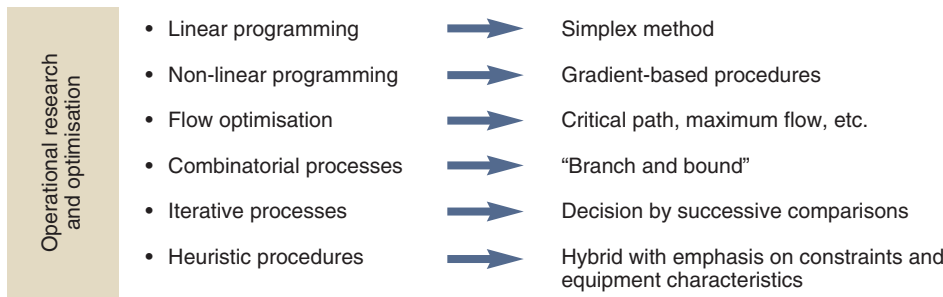 Operational research
and optimisation
• Linear programming Simplex method
• Non-linear programming Gradient-based procedures
• Flow optimisation Critical path, maximum flow, etc.
• Combinatorial processes “Branch and bound”
• Iterative processes Decision by successive comparisons
• Heuristic procedures Hybrid with emphasis on constraints and
equipment characteristics